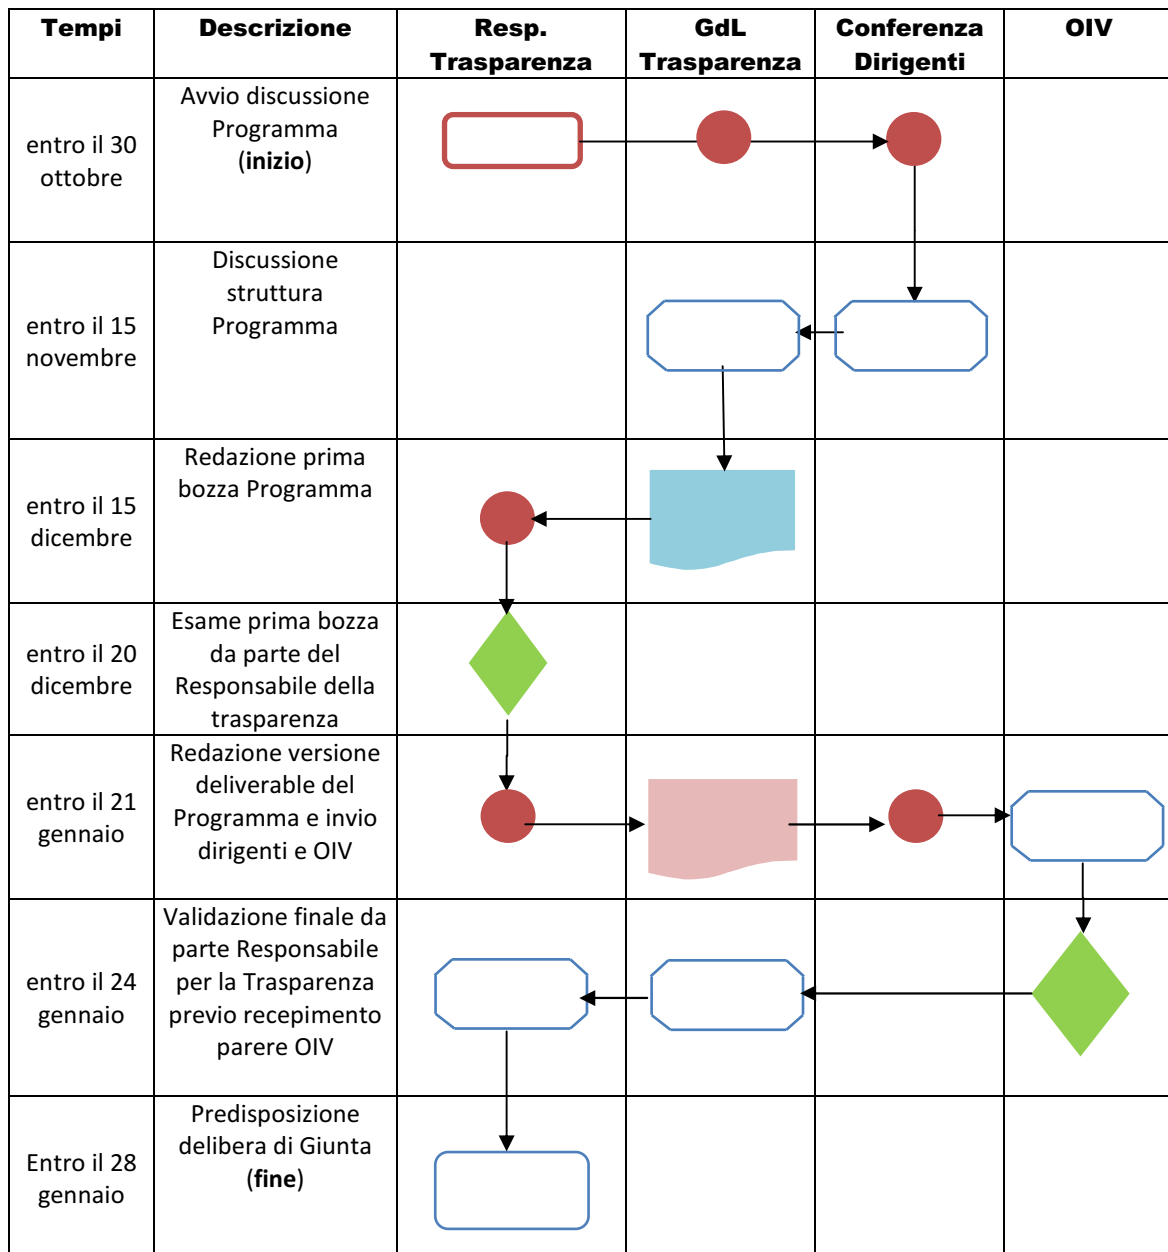 Tempi
Descrizione
Resp.
Trasparenza
GdL
Trasparenza
Conferenza
Dirigenti
OIV
entro il 30
ottobre
Avvio discussione
Programma
(inizio)
entro il 15
novembre
Discussione
struttura
Programma
entro il 15
dicembre
Redazione prima
bozza Programma
entro il 20
dicembre
Esame prima bozza
da parte del
Responsabile della
trasparenza
entro il 21
gennaio
Redazione versione
deliverable del
Programma e invio
dirigenti e OIV
entro il 24
gennaio
Validazione finale da
parte Responsabile
per la Trasparenza
previo recepimento
parere OIV
Entro il 28
gennaio
Predisposizione
delibera di Giunta
(fine)